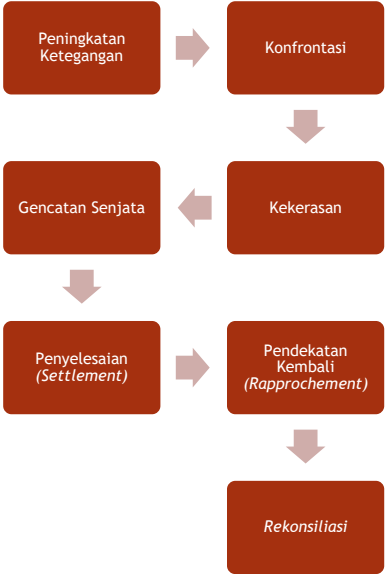 Peningkatan
Ketegangan
Konfrontasi
Kekerasan
Gencatan Senjata
Penyelesaian
(Settlement)
Pendekatan
Kembali
(Rapprochement)
Rekonsiliasi